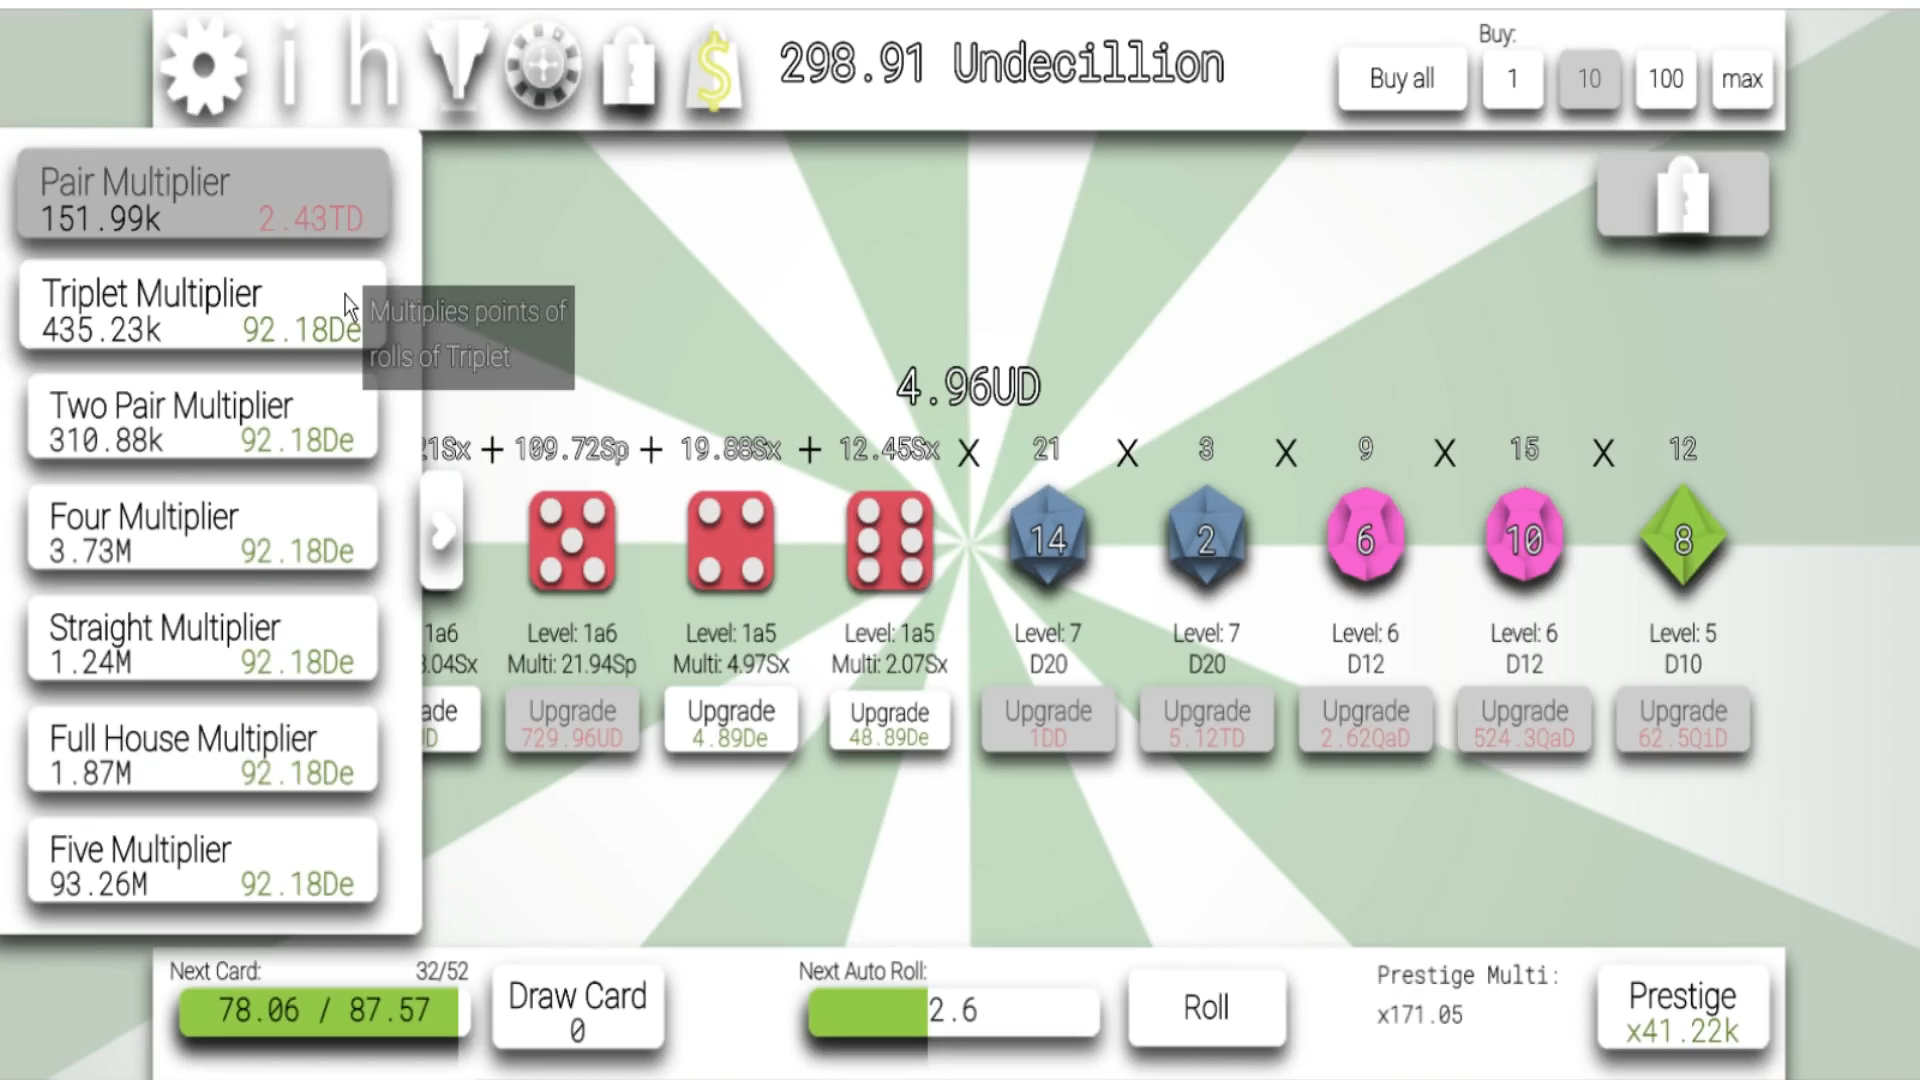 i h $ 298.91 Undecillion
Buy:
Buy all 1 10 100 max
Pair Multiplier
151.99k 2.43TD
Triplet Multiplier
435.23k 92.18De
Multiplies points of
rolls of Triplet
Two Pair Multiplier
310.88k 92.18De
Four Multiplier
3.73M 92.18De
Straight Multiplier
1.24M 92.18De
Full House Multiplier
1.87M 92.18De
Five Multiplier
93.26M 92.18De
4.96UD
21Sx + 109.72Sp + 19.88Sx + 12.45Sx X 21 X 3 X 9 X 15 X 12
14 2 6 10 8
1a6 Level: 1a6 Level: 1a5 Level: 1a5 Level: 7 Level: 7 Level: 6 Level: 6 Level: 5
3.04Sx Multi: 21.94Sp Multi: 4.97Sx Multi: 2.07Sx D20 D20 D12 D12 D10
ade Upgrade Upgrade Upgrade Upgrade Upgrade Upgrade Upgrade Upgrade
D 729.96UD 4.89De 48.89De 1DD 5.12TD 2.62QaD 524.3QaD 62.5QiD
Next Card: 32/52
78.06 / 87.57
Draw Card
0
Next Auto Roll:
2.6
Roll
Prestige Multi:
x171.05
Prestige
x41.22k